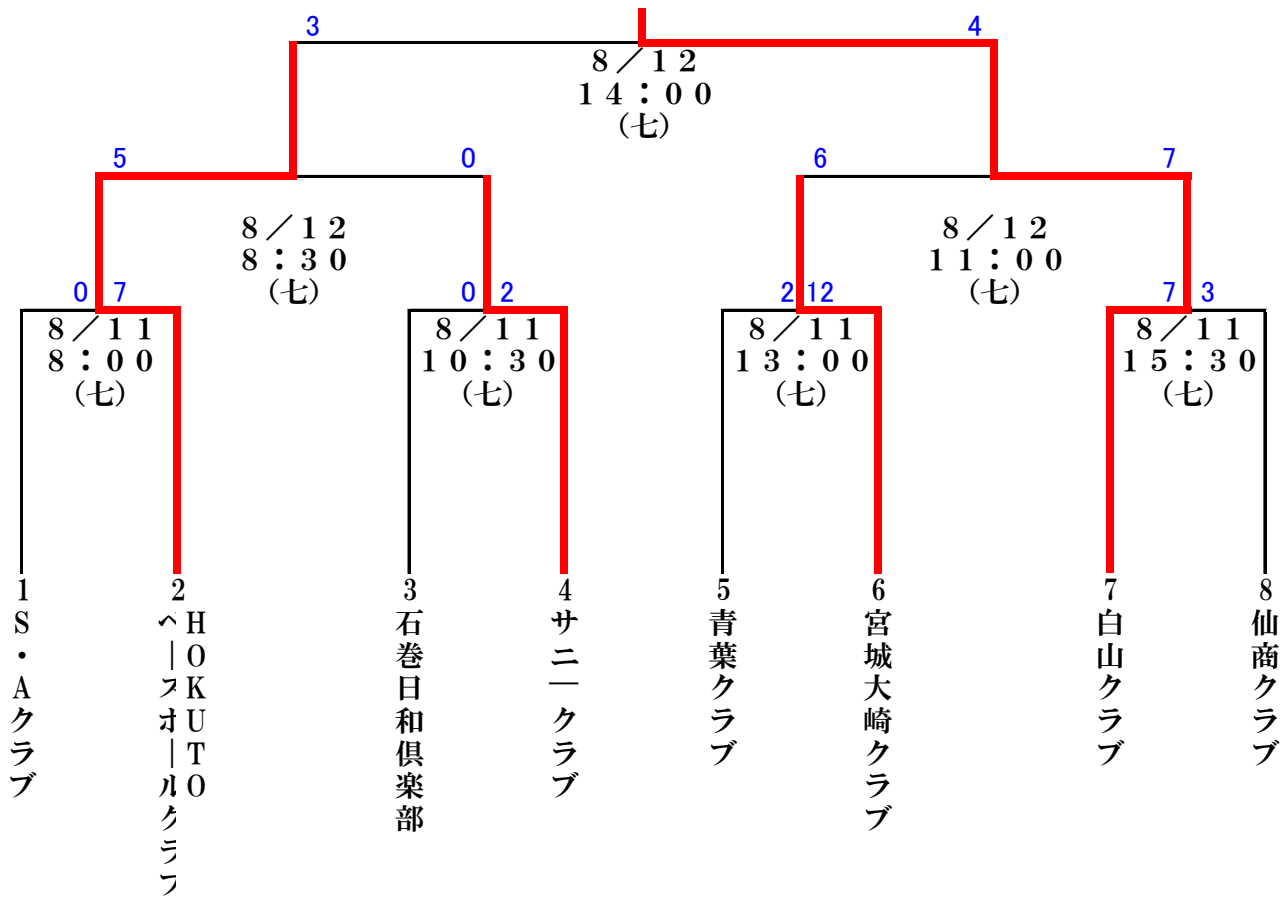 3
4
８／１２
１４：００
（七）
5
0
6
7
８／１２
８：３０
（七）
８／１２
１１：００
（七）
0
7
0
2
2
12
7
3
８／１１
８：００
（七）
８／１１
１０：３０
（七）
８／１１
１３：００
（七）
８／１１
１５：３０
（七）
1
S・Aクラブ
2
HOKUTO
ベースボールクラブ
3
石巻日和倶楽部
4
サニークラブ
5
青葉クラブ
6
宮城大崎クラブ
7
白山クラブ
8
仙商クラブ